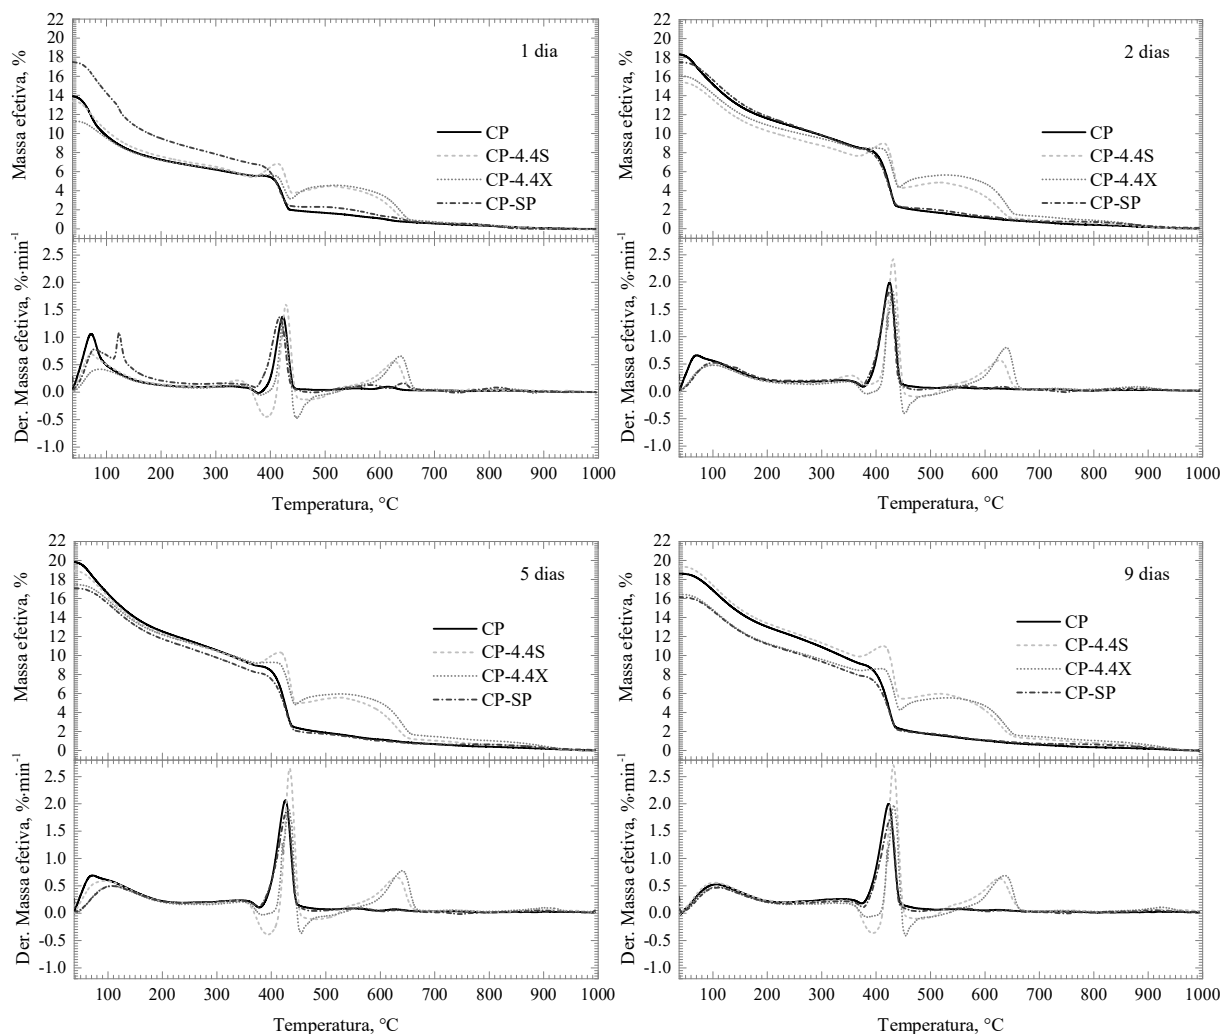 22
20
18
16
14
12
10
8
6
4
2
0
Massa efetiva, %
1 dia
CP
CP-4.4S
CP-4.4X
CP-SP
2.5
2.0
1.5
1.0
0.5
0.0
-0.5
-1.0
Der. Massa efetiva, %·min⁻¹
100 200 300 400 500 600 700 800 900 1000
Temperatura, °C
22
20
18
16
14
12
10
8
6
4
2
0
Massa efetiva, %
2 dias
CP
CP-4.4S
CP-4.4X
CP-SP
2.5
2.0
1.5
1.0
0.5
0.0
-0.5
-1.0
Der. Massa efetiva, %·min⁻¹
100 200 300 400 500 600 700 800 900 1000
Temperatura, °C
22
20
18
16
14
12
10
8
6
4
2
0
Massa efetiva, %
5 dias
CP
CP-4.4S
CP-4.4X
CP-SP
2.5
2.0
1.5
1.0
0.5
0.0
-0.5
-1.0
Der. Massa efetiva, %·min⁻¹
100 200 300 400 500 600 700 800 900 1000
Temperatura, °C
22
20
18
16
14
12
10
8
6
4
2
0
Massa efetiva, %
9 dias
CP
CP-4.4S
CP-4.4X
CP-SP
2.5
2.0
1.5
1.0
0.5
0.0
-0.5
-1.0
Der. Massa efetiva, %·min⁻¹
100 200 300 400 500 600 700 800 900 1000
Temperatura, °C